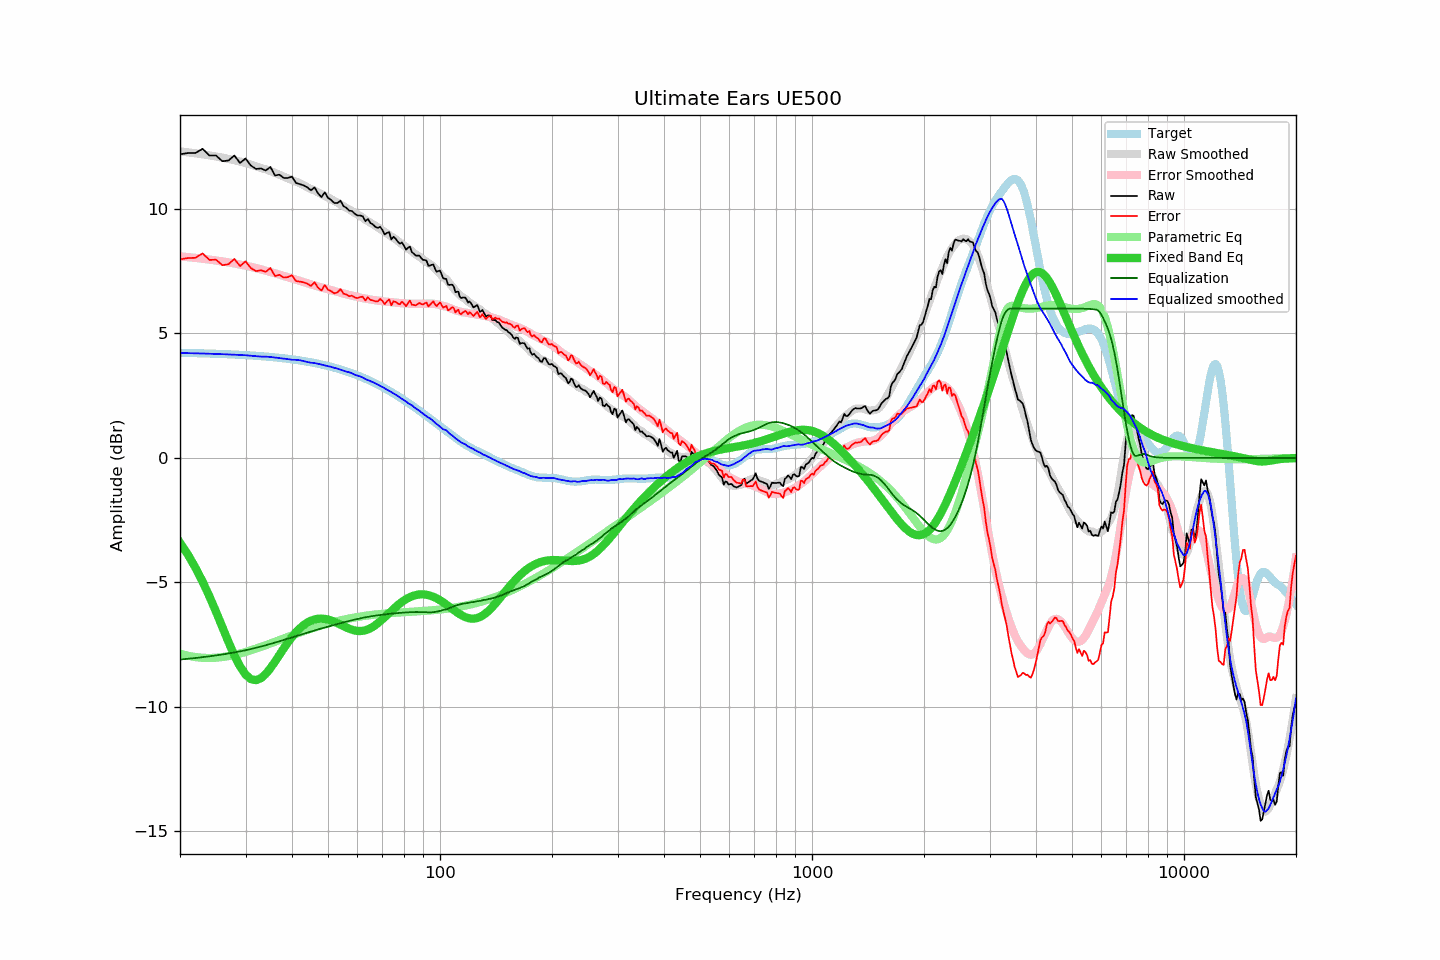 Ultimate Ears UE500
Target
Raw Smoothed
Error Smoothed
Raw
Error
Parametric Eq
Fixed Band Eq
Equalization
Equalized smoothed
10
5
0
−5
−10
−15
Amplitude (dBr)
100
1000
10000
Frequency (Hz)